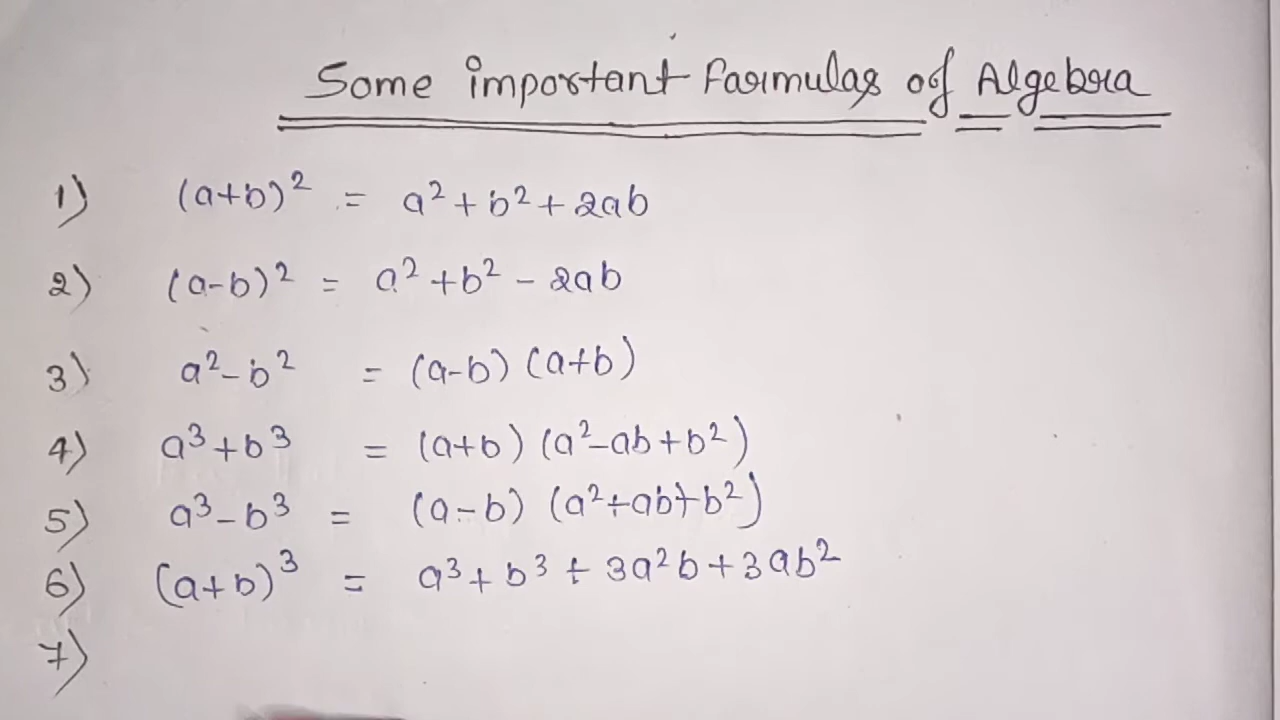 Some important Formulas of Algebra
1) (a+b)² = a²+b²+2ab
2) (a-b)² = a²+b²-2ab
3) a²-b² = (a-b) (a+b)
4) a³+b³ = (a+b) (a²-ab+b²)
5) a³-b³ = (a-b) (a²+ab+b²)
6) (a+b)³ = a³+b³+3a²b+3ab²
7)